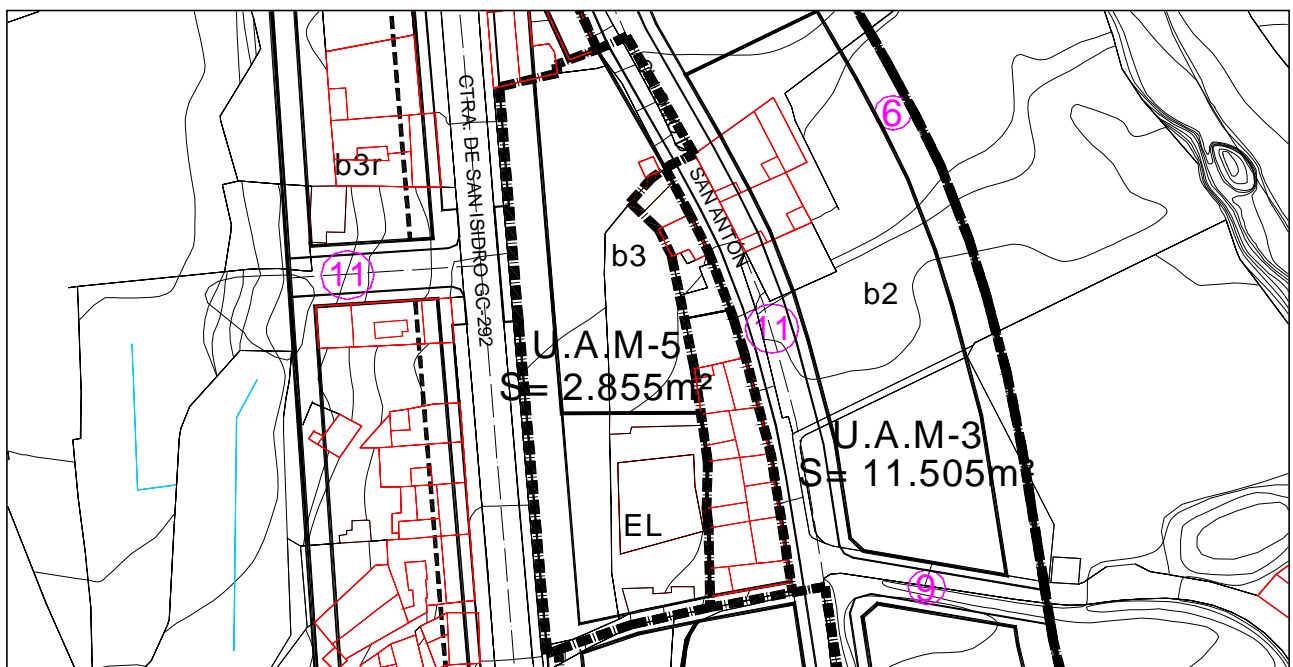 6
CTRA. DE SAN ISIDRO GC-292
b3r
SAN ANTON
b3
11
b2
11
U.A.M-5
S= 2.855m²
U.A.M-3
S= 11.505m²
EL
9